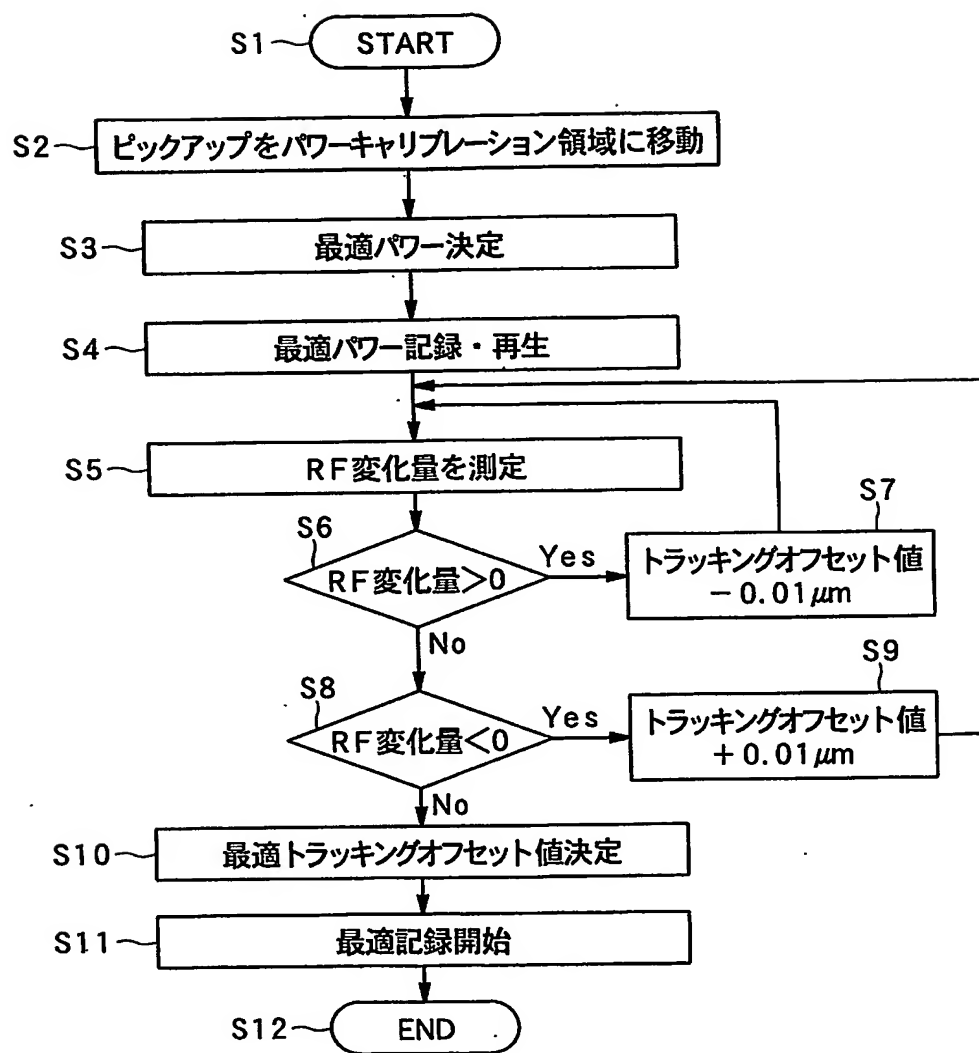 S1 START
S2 ピックアップをパワーキャリブレーション領域に移動
S3 最適パワー決定
S4 最適パワー記録・再生
S5 RF変化量を測定
S6 RF変化量>0
Yes
No
S7 トラッキングオフセット値
−0.01μm
S8 RF変化量<0
Yes
No
S9 トラッキングオフセット値
+0.01μm
S10 最適トラッキングオフセット値決定
S11 最適記録開始
S12 END